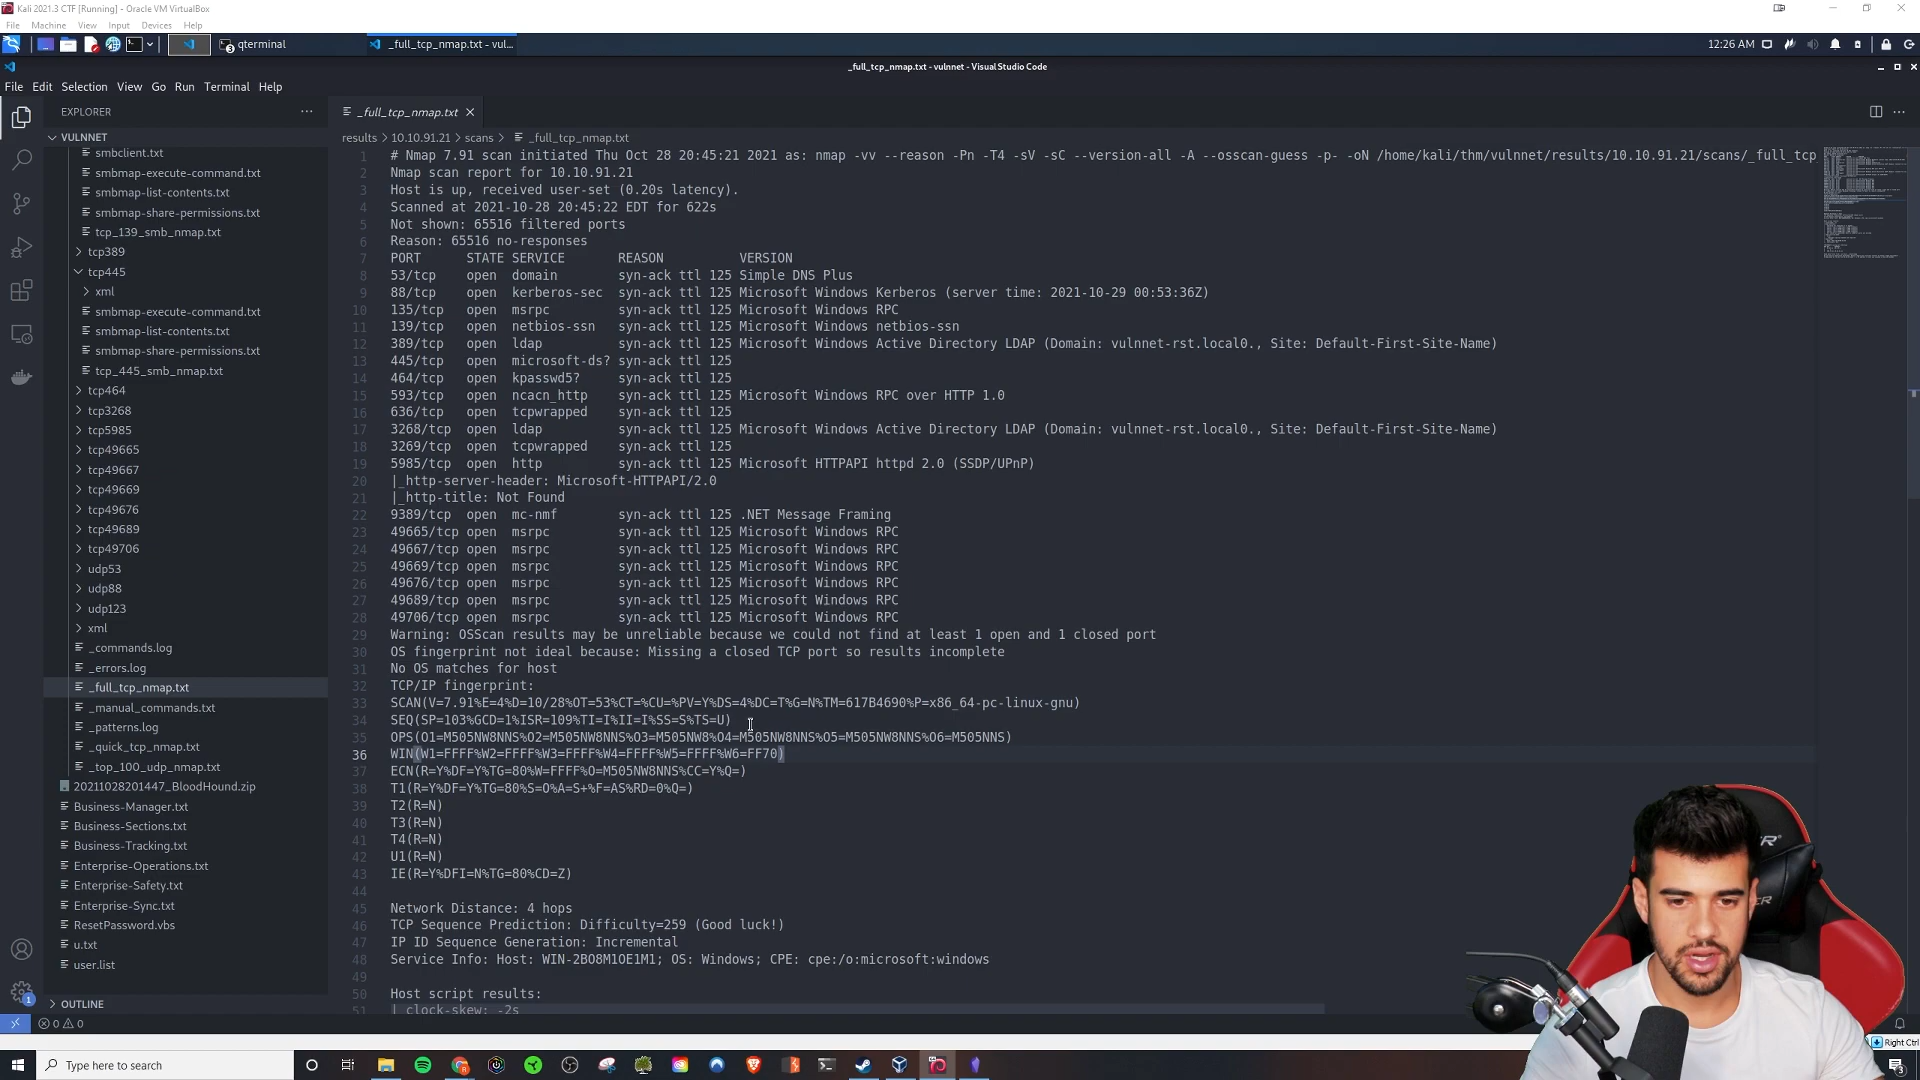 Kali 2021.3 CTF [Running] - Oracle VM VirtualBox
File Machine View Input Devices Help
qterminal
_full_tcp_nmap.txt - vul...
12:26 AM
_full_tcp_nmap.txt - vulnnet - Visual Studio Code
File Edit Selection View Go Run Terminal Help
EXPLORER
VULNNET
smbclient.txt
smbmap-execute-command.txt
smbmap-list-contents.txt
smbmap-share-permissions.txt
tcp_139_smb_nmap.txt
tcp389
tcp445
xml
smbmap-execute-command.txt
smbmap-list-contents.txt
smbmap-share-permissions.txt
tcp_445_smb_nmap.txt
tcp464
tcp3268
tcp5985
tcp49665
tcp49667
tcp49669
tcp49676
tcp49689
tcp49706
udp53
udp88
udp123
xml
_commands.log
_errors.log
_full_tcp_nmap.txt
_manual_commands.txt
_patterns.log
_quick_tcp_nmap.txt
_top_100_udp_nmap.txt
20211028201447_BloodHound.zip
Business-Manager.txt
Business-Sections.txt
Business-Tracking.txt
Enterprise-Operations.txt
Enterprise-Safety.txt
Enterprise-Sync.txt
ResetPassword.vbs
u.txt
user.list
OUTLINE
_full_tcp_nmap.txt
results > 10.10.91.21 > scans > _full_tcp_nmap.txt
1 # Nmap 7.91 scan initiated Thu Oct 28 20:45:21 2021 as: nmap -vv --reason -Pn -T4 -sV -sC --version-all -A --osscan-guess -p- -oN /home/kali/thm/vulnnet/results/10.10.91.21/scans/_full_tcp
2 Nmap scan report for 10.10.91.21
3 Host is up, received user-set (0.20s latency).
4 Scanned at 2021-10-28 20:45:22 EDT for 622s
5 Not shown: 65516 filtered ports
6 Reason: 65516 no-responses
7 PORT STATE SERVICE REASON VERSION
8 53/tcp open domain syn-ack ttl 125 Simple DNS Plus
9 88/tcp open kerberos-sec syn-ack ttl 125 Microsoft Windows Kerberos (server time: 2021-10-29 00:53:36Z)
10 135/tcp open msrpc syn-ack ttl 125 Microsoft Windows RPC
11 139/tcp open netbios-ssn syn-ack ttl 125 Microsoft Windows netbios-ssn
12 389/tcp open ldap syn-ack ttl 125 Microsoft Windows Active Directory LDAP (Domain: vulnnet-rst.local0., Site: Default-First-Site-Name)
13 445/tcp open microsoft-ds? syn-ack ttl 125
14 464/tcp open kpasswd5? syn-ack ttl 125
15 593/tcp open ncacn_http syn-ack ttl 125 Microsoft Windows RPC over HTTP 1.0
16 636/tcp open tcpwrapped syn-ack ttl 125
17 3268/tcp open ldap syn-ack ttl 125 Microsoft Windows Active Directory LDAP (Domain: vulnnet-rst.local0., Site: Default-First-Site-Name)
18 3269/tcp open tcpwrapped syn-ack ttl 125
19 5985/tcp open http syn-ack ttl 125 Microsoft HTTPAPI httpd 2.0 (SSDP/UPnP)
20 |_http-server-header: Microsoft-HTTPAPI/2.0
21 |_http-title: Not Found
22 9389/tcp open mc-nmf syn-ack ttl 125 .NET Message Framing
23 49665/tcp open msrpc syn-ack ttl 125 Microsoft Windows RPC
24 49667/tcp open msrpc syn-ack ttl 125 Microsoft Windows RPC
25 49669/tcp open msrpc syn-ack ttl 125 Microsoft Windows RPC
26 49676/tcp open msrpc syn-ack ttl 125 Microsoft Windows RPC
27 49689/tcp open msrpc syn-ack ttl 125 Microsoft Windows RPC
28 49706/tcp open msrpc syn-ack ttl 125 Microsoft Windows RPC
29 Warning: OSScan results may be unreliable because we could not find at least 1 open and 1 closed port
30 OS fingerprint not ideal because: Missing a closed TCP port so results incomplete
31 No OS matches for host
32 TCP/IP fingerprint:
33 SCAN(V=7.91%E=4%D=10/28%OT=53%CT=%CU=%PV=Y%DS=4%DC=T%G=N%TM=617B4690%P=x86_64-pc-linux-gnu)
34 SEQ(SP=103%GCD=1%ISR=109%TI=I%II=I%SS=S%TS=U)
35 OPS(O1=M505NW8NNS%O2=M505NW8NNS%O3=M505NW8%O4=M505NW8NNS%O5=M505NW8NNS%O6=M505NNS)
36 WIN(W1=FFFF%W2=FFFF%W3=FFFF%W4=FFFF%W5=FFFF%W6=FF70)
37 ECN(R=Y%DF=Y%TG=80%W=FFFF%O=M505NW8NNS%CC=Y%Q=)
38 T1(R=Y%DF=Y%TG=80%S=O%A=S+%F=AS%RD=0%Q=)
39 T2(R=N)
40 T3(R=N)
41 T4(R=N)
42 U1(R=N)
43 IE(R=Y%DFI=N%TG=80%CD=Z)
44
45 Network Distance: 4 hops
46 TCP Sequence Prediction: Difficulty=259 (Good luck!)
47 IP ID Sequence Generation: Incremental
48 Service Info: Host: WIN-2BO8M1OE1M1; OS: Windows; CPE: cpe:/o:microsoft:windows
49
50 Host script results:
51 | clock-skew: -2s
0 0
Right Ctrl
Type here to search